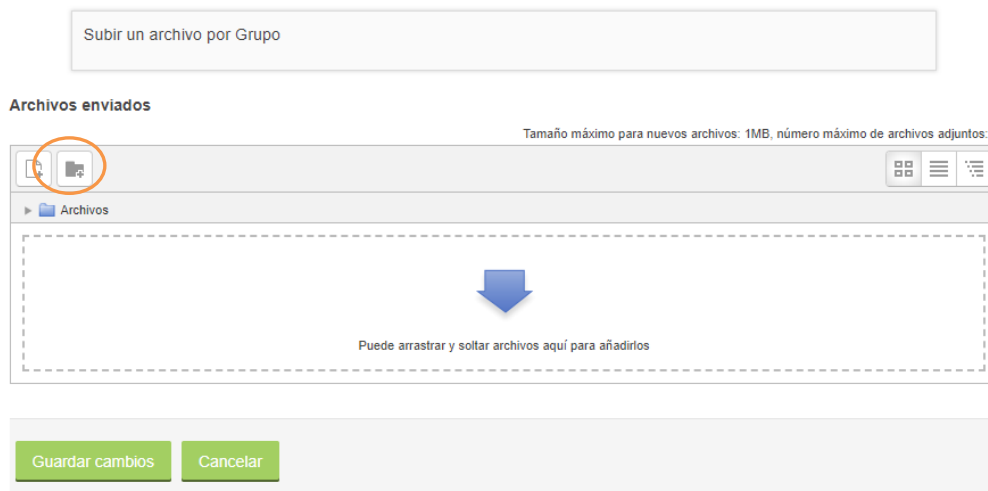 Subir un archivo por Grupo
Archivos enviados
Tamaño máximo para nuevos archivos: 1MB, número máximo de archivos adjuntos:
Archivos
Puede arrastrar y soltar archivos aquí para añadirlos
Guardar cambios
Cancelar